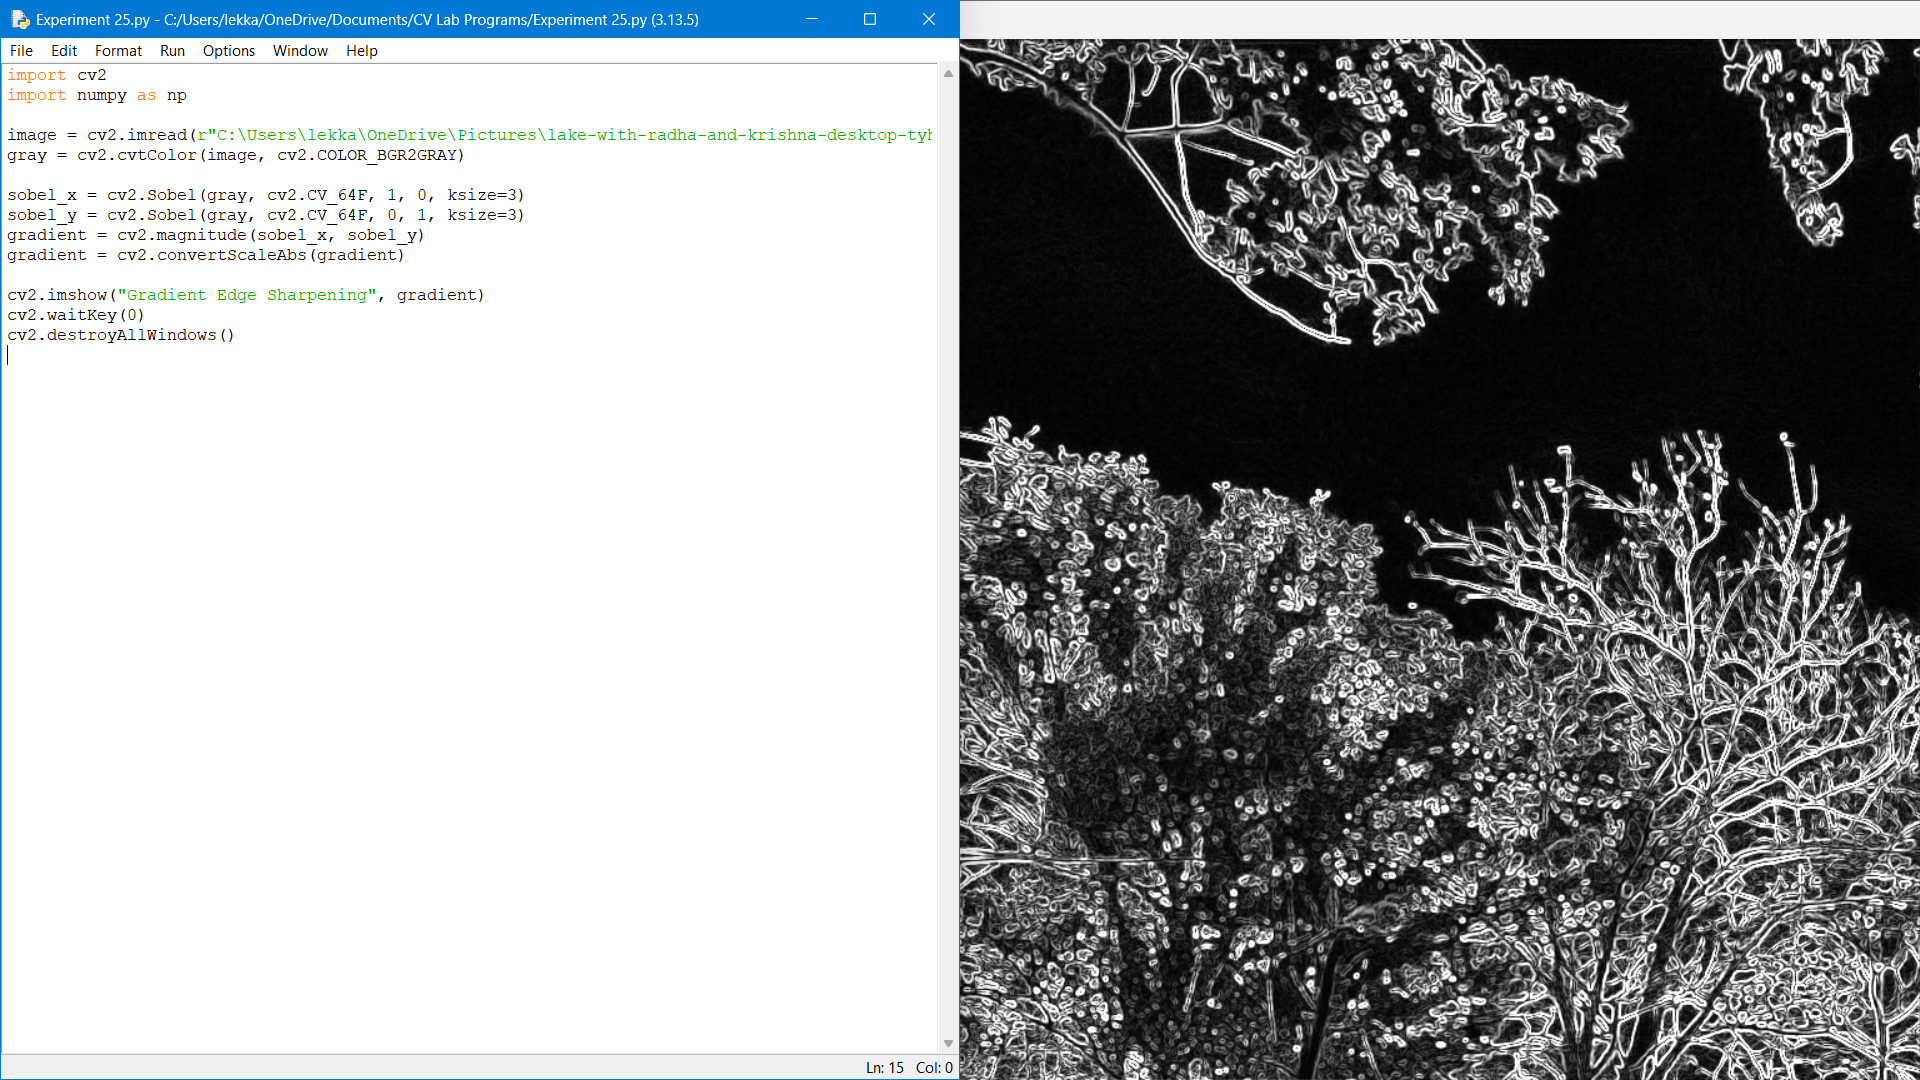 Experiment 25.py - C:/Users/lekka/OneDrive/Documents/CV Lab Programs/Experiment 25.py (3.13.5)
File Edit Format Run Options Window Help
import cv2
import numpy as np
image = cv2.imread(r"C:\Users\lekka\OneDrive\Pictures\lake-with-radha-and-krishna-desktop-tyh
gray = cv2.cvtColor(image, cv2.COLOR_BGR2GRAY)
sobel_x = cv2.Sobel(gray, cv2.CV_64F, 1, 0, ksize=3)
sobel_y = cv2.Sobel(gray, cv2.CV_64F, 0, 1, ksize=3)
gradient = cv2.magnitude(sobel_x, sobel_y)
gradient = cv2.convertScaleAbs(gradient)
cv2.imshow("Gradient Edge Sharpening", gradient)
cv2.waitKey(0)
cv2.destroyAllWindows()
Ln: 15 Col: 0